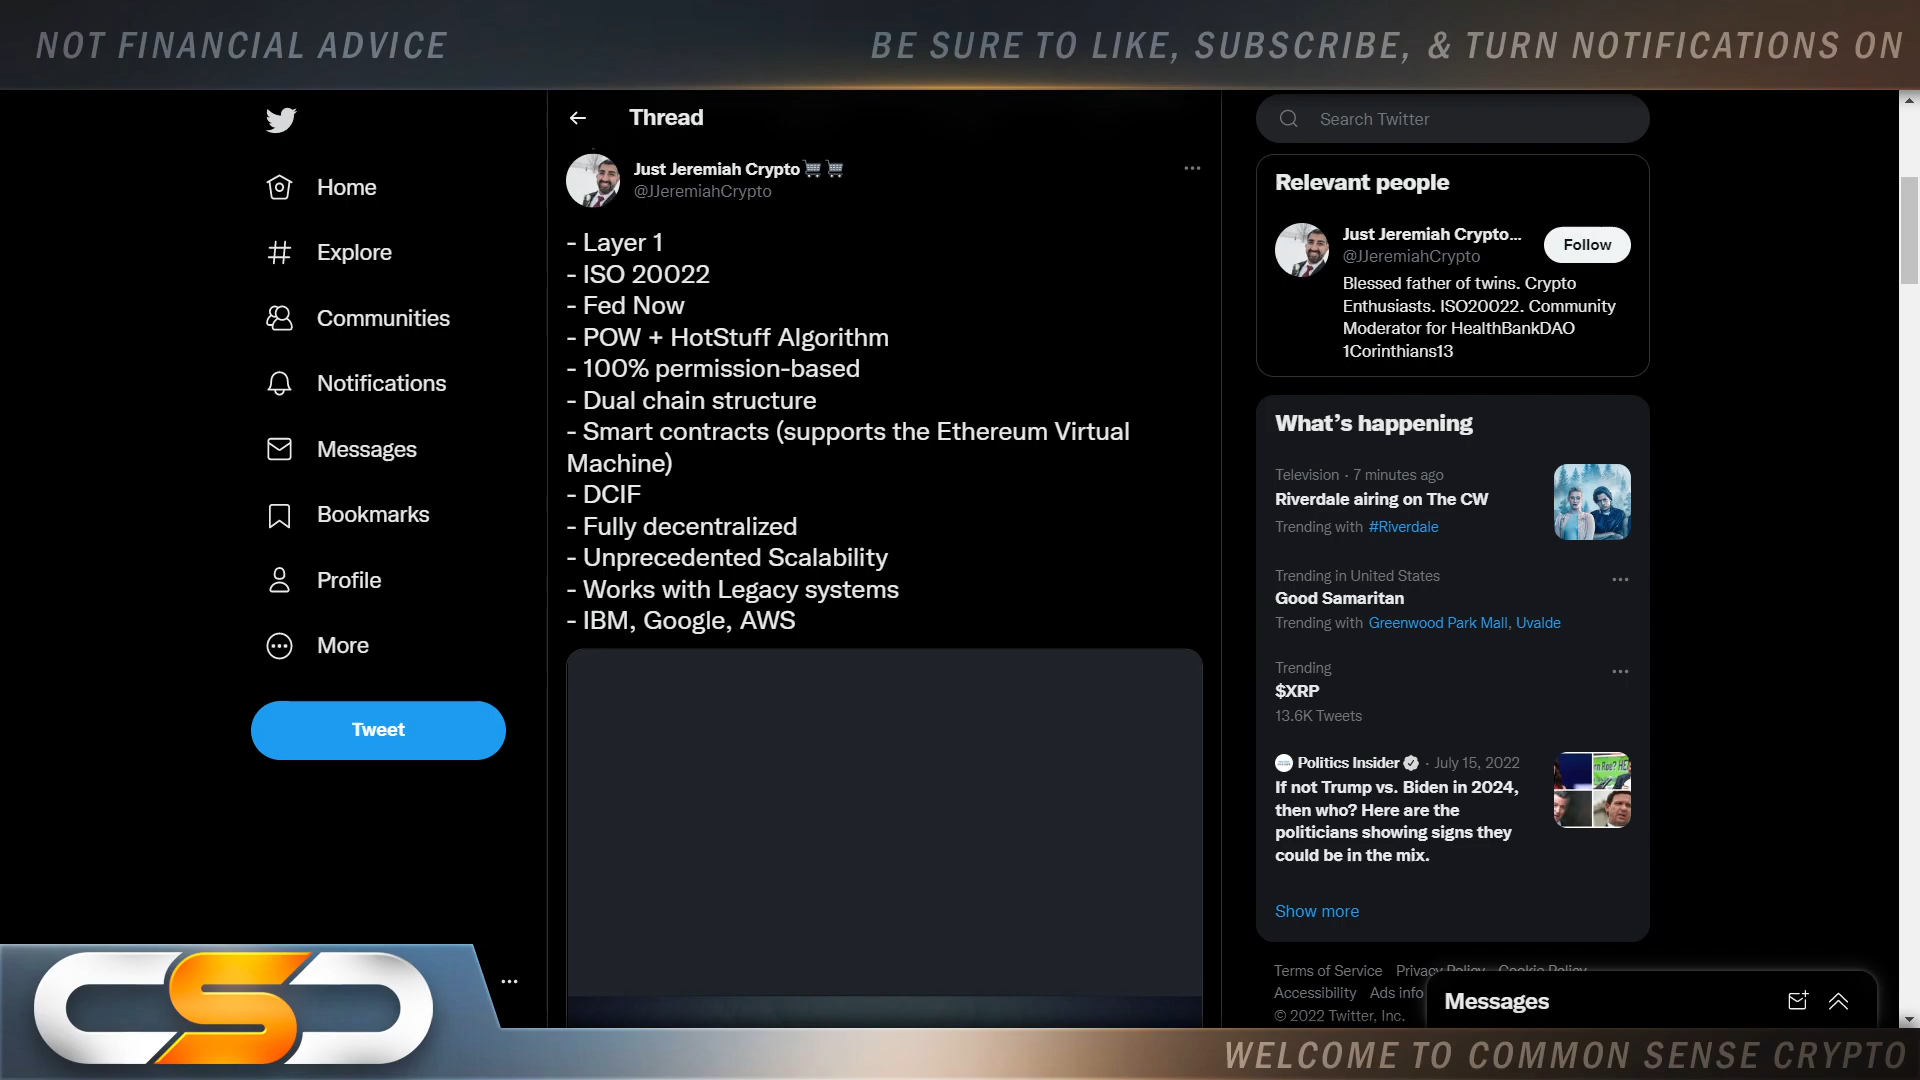 NOT FINANCIAL ADVICE
BE SURE TO LIKE, SUBSCRIBE, & TURN NOTIFICATIONS ON
Home
Explore
Communities
Notifications
Messages
Bookmarks
Profile
More
Tweet
Thread
Just Jeremiah Crypto
@JJeremiahCrypto
- Layer 1
- ISO 20022
- Fed Now
- POW + HotStuff Algorithm
- 100% permission-based
- Dual chain structure
- Smart contracts (supports the Ethereum Virtual
Machine)
- DCIF
- Fully decentralized
- Unprecedented Scalability
- Works with Legacy systems
- IBM, Google, AWS
Search Twitter
Relevant people
Just Jeremiah Crypto...
@JJeremiahCrypto
Follow
Blessed father of twins. Crypto
Enthusiasts. ISO20022. Community
Moderator for HealthBankDAO
1Corinthians13
What's happening
Television · 7 minutes ago
Riverdale airing on The CW
Trending with #Riverdale
Trending in United States
Good Samaritan
Trending with Greenwood Park Mall, Uvalde
Trending
$XRP
13.6K Tweets
Politics Insider · July 15, 2022
If not Trump vs. Biden in 2024,
then who? Here are the
politicians showing signs they
could be in the mix.
Show more
Terms of Service Privacy Policy Cookie Policy
Accessibility Ads info
© 2022 Twitter, Inc.
Messages
CSC
WELCOME TO COMMON SENSE CRYPTO